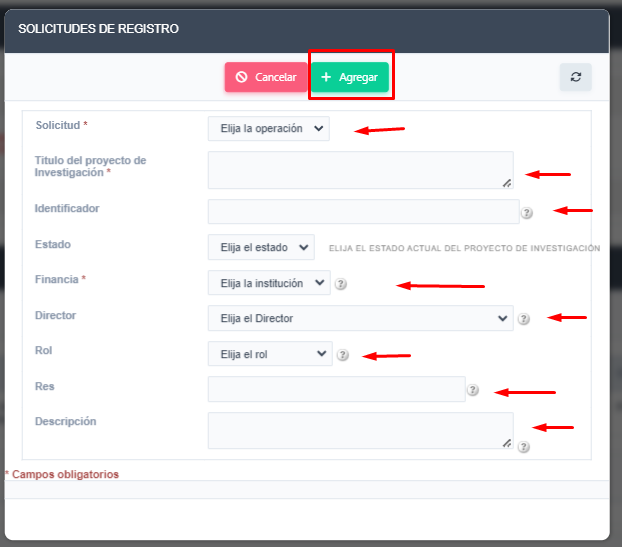 SOLICITUDES DE REGISTRO
Cancelar
+ Agregar
Solicitud *
Elija la operación
Titulo del proyecto de
Investigación *
Identificador
?
Estado
Elija el estado
ELIJA EL ESTADO ACTUAL DEL PROYECTO DE INVESTIGACIÓN
Financia *
Elija la institución
?
Director
Elija el Director
?
Rol
Elija el rol
?
Res
?
Descripción
?
* Campos obligatorios